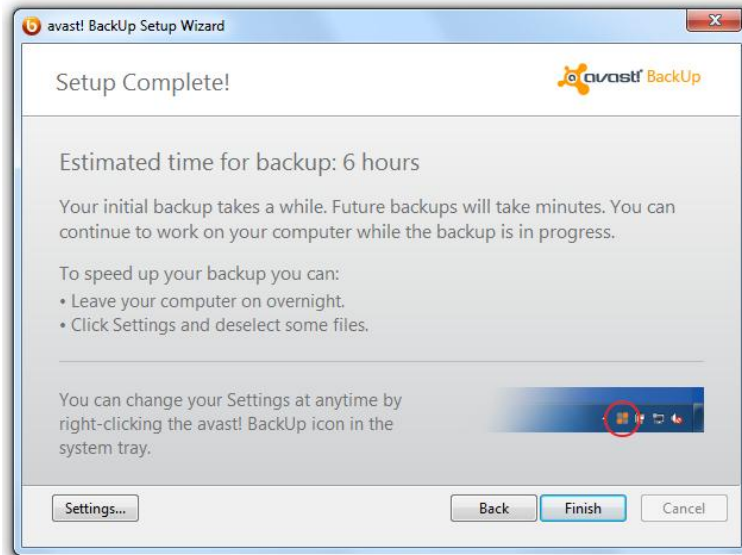 avast! BackUp Setup Wizard
Setup Complete!
avast! BackUp
Estimated time for backup: 6 hours
Your initial backup takes a while. Future backups will take minutes. You can
continue to work on your computer while the backup is in progress.
To speed up your backup you can:
• Leave your computer on overnight.
• Click Settings and deselect some files.
You can change your Settings at anytime by
right-clicking the avast! BackUp icon in the
system tray.
Settings...
Back
Finish
Cancel